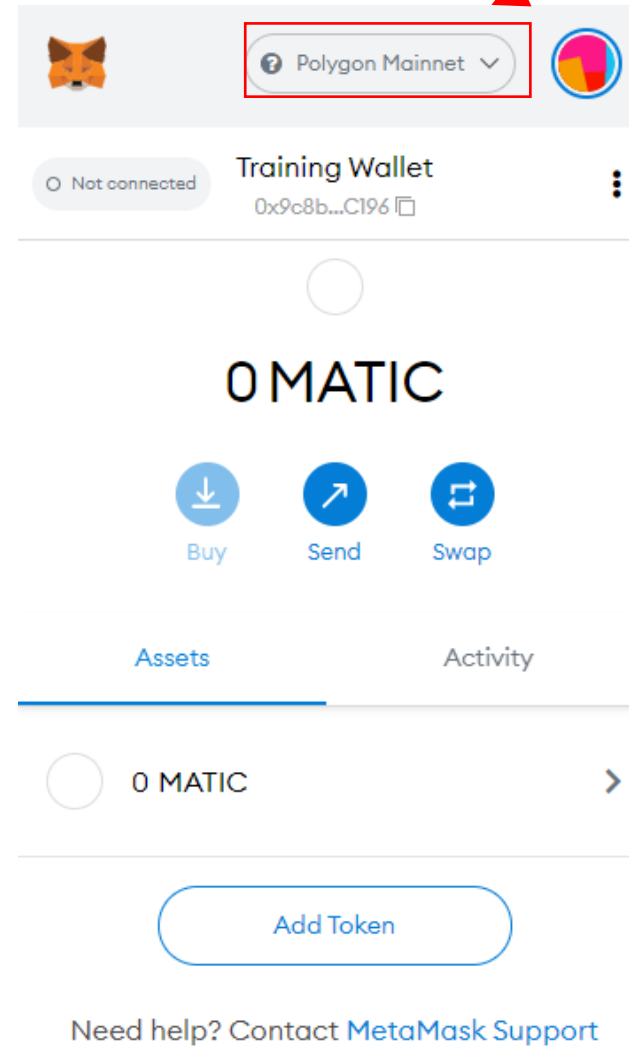 Polygon Mainnet
Not connected
Training Wallet
0x9c8b...C196
0 MATIC
Buy Send Swap
Assets Activity
0 MATIC
Add Token
Need help? Contact MetaMask Support